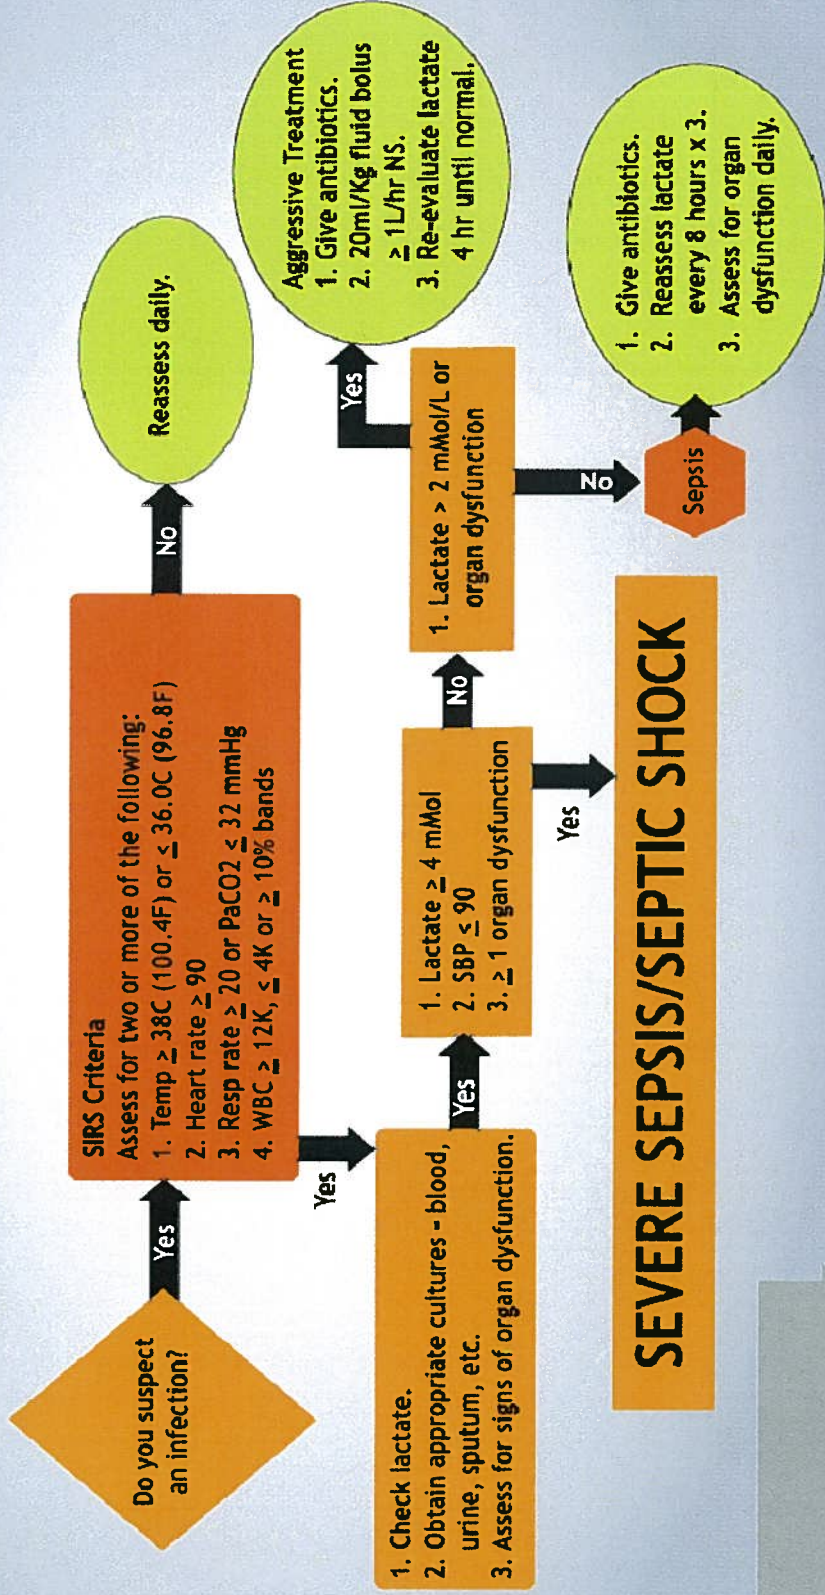 Do you suspect
an infection?
Yes
SIRS Criteria
Assess for two or more of the following:
1. Temp ≥ 38C (100.4F) or ≤ 36.0C (96.8F)
2. Heart rate ≥ 90
3. Resp rate ≥ 20 or PaCO2 ≤ 32 mmHg
4. WBC ≥ 12K, ≤ 4K or ≥ 10% bands
No
Reassess daily.
Yes
1. Check lactate.
2. Obtain appropriate cultures - blood,
urine, sputum, etc.
3. Assess for signs of organ dysfunction.
Yes
1. Lactate ≥ 4 mMol
2. SBP ≤ 90
3. ≥ 1 organ dysfunction
No
1. Lactate > 2 mMol/L or
organ dysfunction
Yes
Aggressive Treatment
1. Give antibiotics.
2. 20ml/Kg fluid bolus
≥ 1L/hr NS.
3. Re-evaluate lactate
4 hr until normal.
Yes
SEVERE SEPSIS/SEPTIC SHOCK
No
Sepsis
1. Give antibiotics.
2. Reassess lactate
every 8 hours x 3.
3. Assess for organ
dysfunction daily.